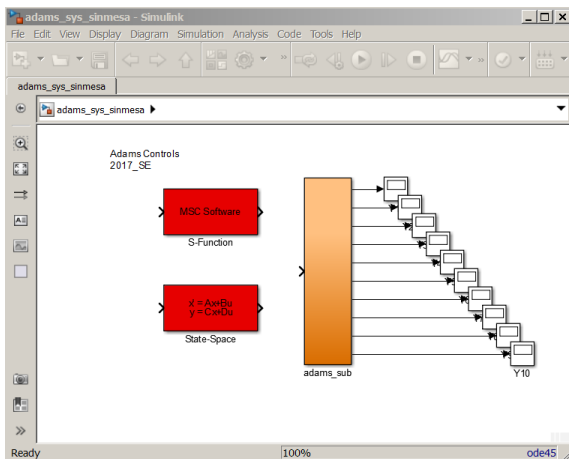 adams_sys_sinmesa - Simulink
File Edit View Display Diagram Simulation Analysis Code Tools Help
adams_sys_sinmesa
adams_sys_sinmesa
Adams Controls
2017_SE
MSC Software
S-Function
x' = Ax+Bu
y = Cx+Du
State-Space
adams_sub
Y10
Ready 100% ode45